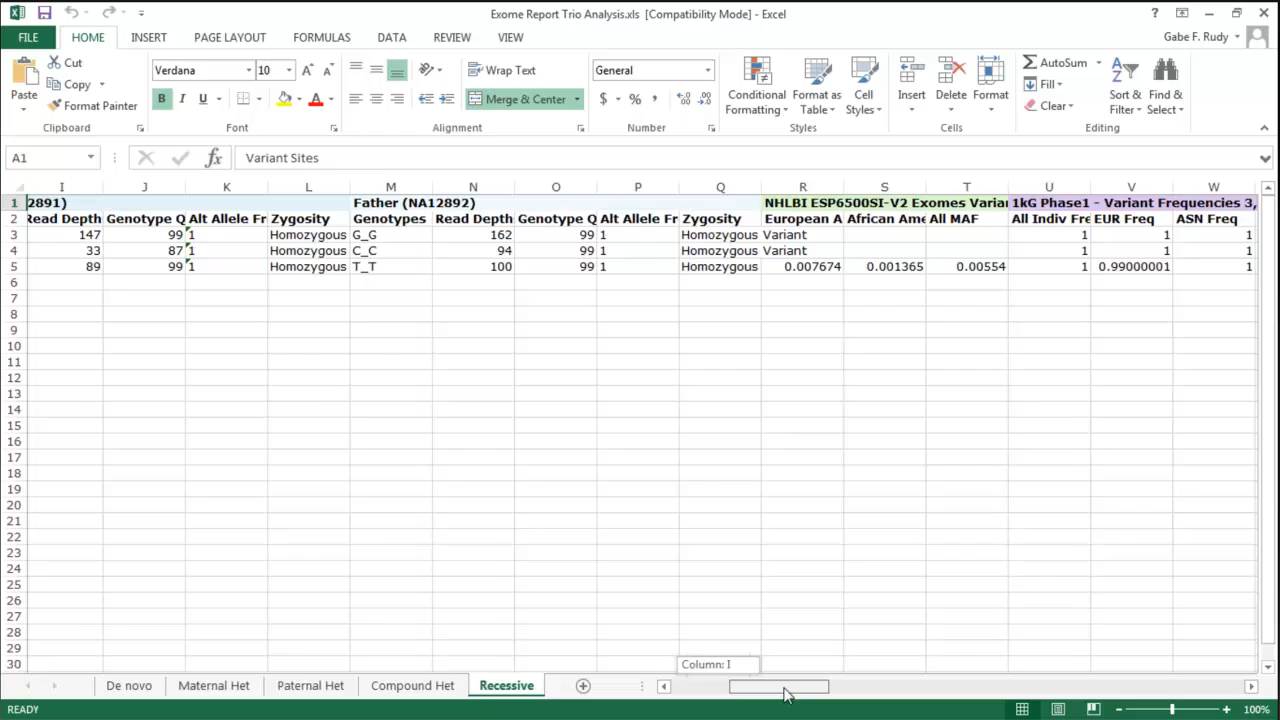 Exome Report Trio Analysis.xls [Compatibility Mode] - Excel
?
FILE HOME INSERT PAGE LAYOUT FORMULAS DATA REVIEW VIEW Gabe F. Rudy
Paste
Cut
Copy
Format Painter
Clipboard
Verdana 10
B I U
Font
Wrap Text
Merge & Center
Alignment
General
$ % ,
Number
Conditional Formatting
Format as Table
Cell Styles
Styles
Insert Delete Format
Cells
AutoSum
Fill
Clear
Sort & Filter
Find & Select
Editing
A1 fx Variant Sites
I J K L M N O P Q R S T U V W
1 2891) Father (NA12892) NHLBI ESP6500SI-V2 Exomes Varian 1kG Phase1 - Variant Frequencies 3,
2 Read Depth Genotype Q Alt Allele Fr Zygosity Genotypes Read Depth Genotype Q Alt Allele Fr Zygosity European A African Ame All MAF All Indiv Fre EUR Freq ASN Freq
3 147 99 1 Homozygous G_G 162 99 1 Homozygous Variant 1 1 1
4 33 87 1 Homozygous C_C 94 99 1 Homozygous Variant 1 1 1
5 89 99 1 Homozygous T_T 100 99 1 Homozygous 0.007674 0.001365 0.00554 1 0.99000001 1
6
7
8
9
10
11
12
13
14
15
16
17
18
19
20
21
22
23
24
25
26
27
28
29
30
Column: I
De novo Maternal Het Paternal Het Compound Het Recessive
READY 100%